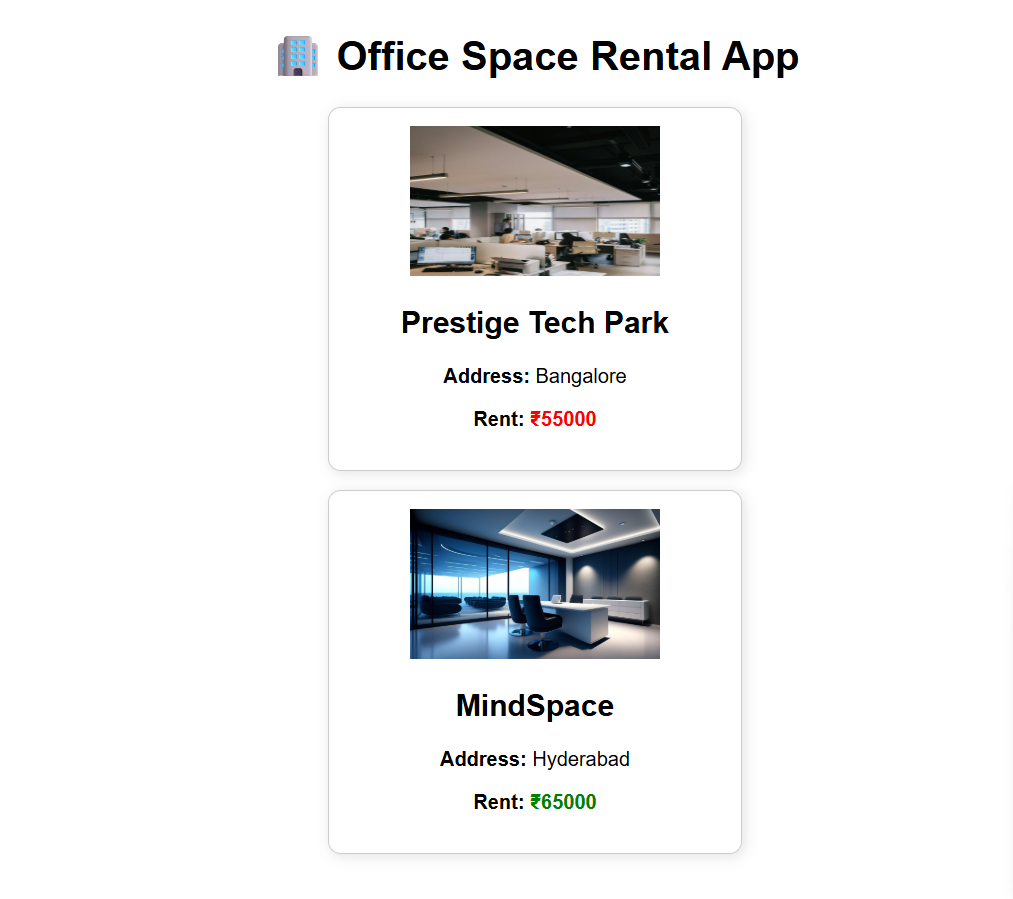 🏢 Office Space Rental App
Prestige Tech Park
Address: Bangalore
Rent: ₹55000
MindSpace
Address: Hyderabad
Rent: ₹65000